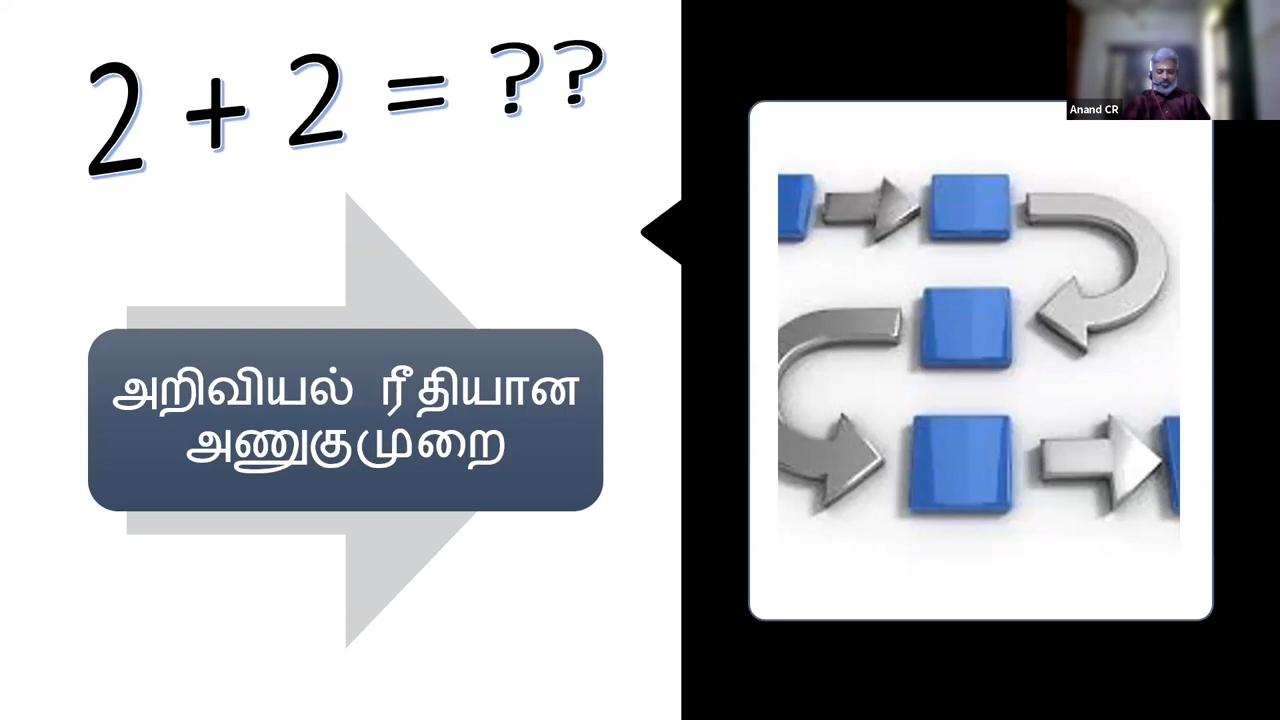 2 + 2 = ??
அறிவியல் ரீதியான
அணுகுமுறை
Anand CR